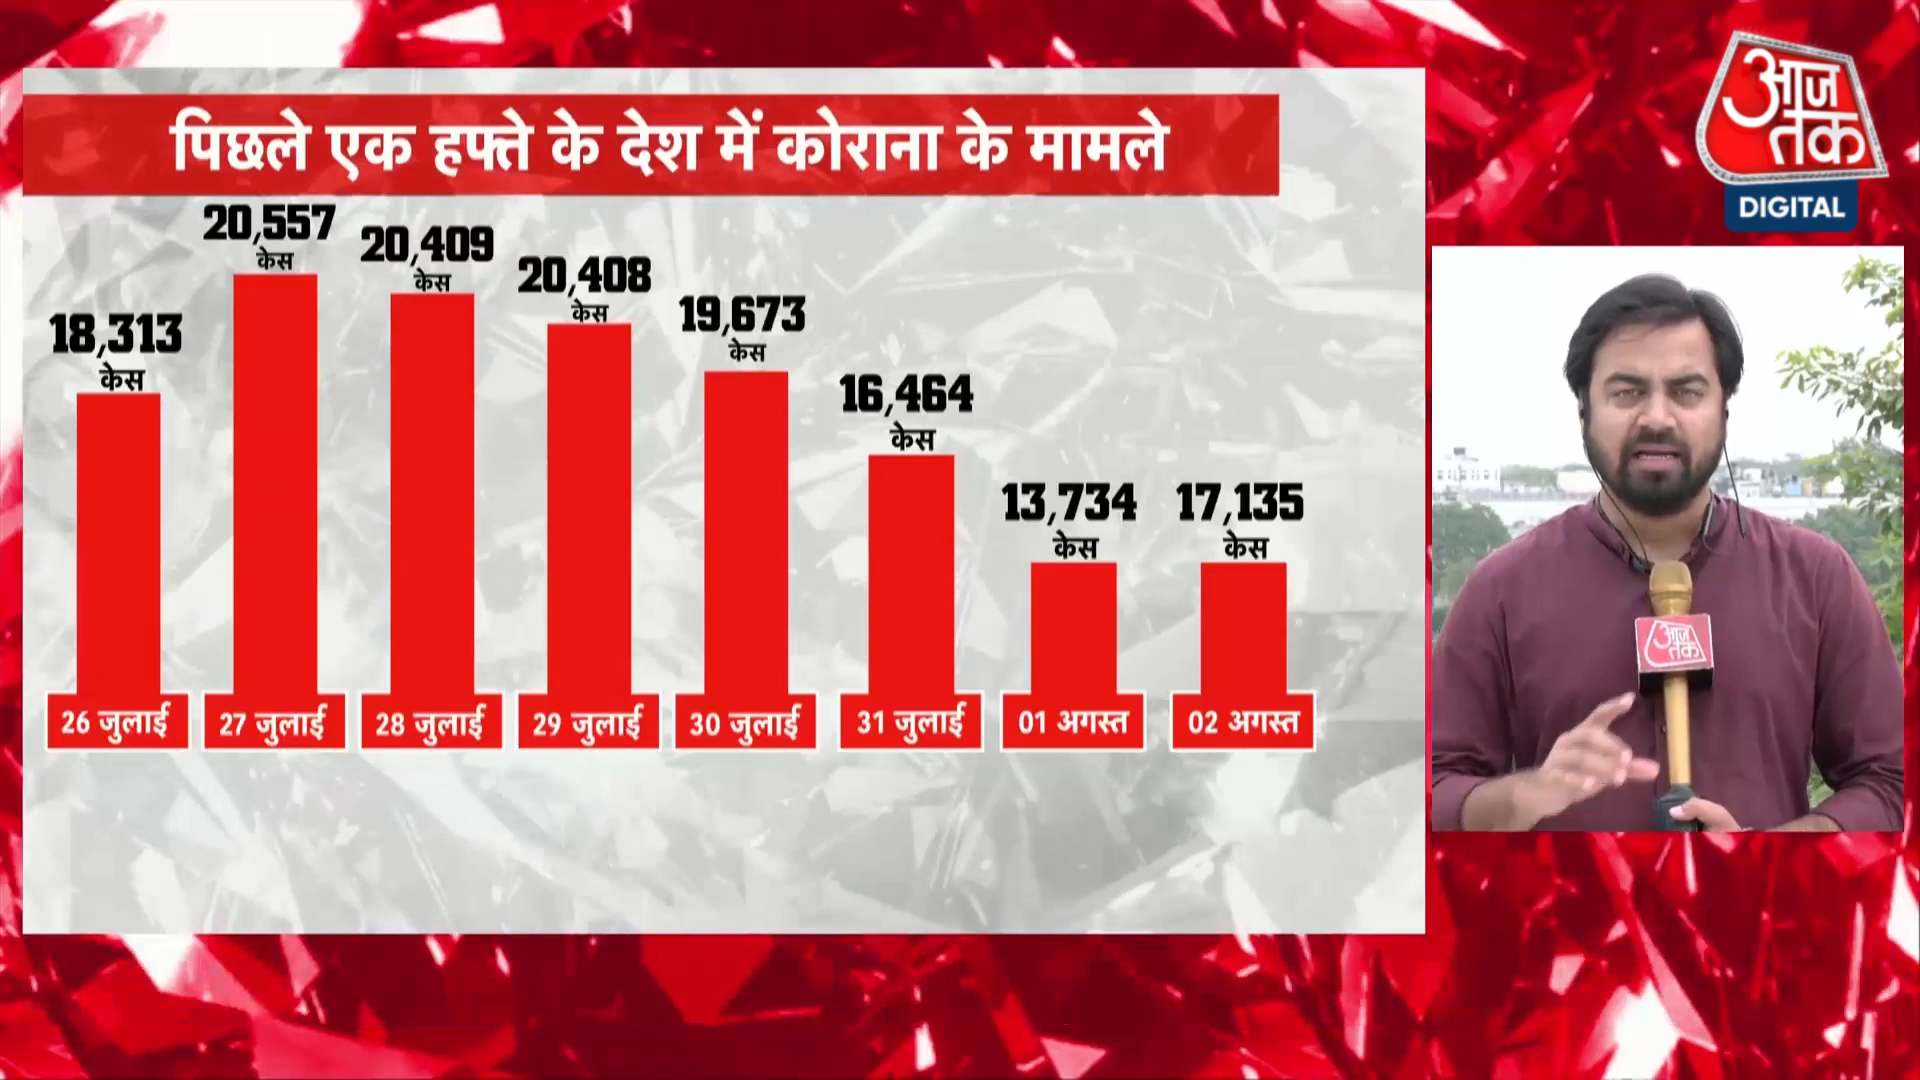 पिछले एक हफ्ते के देश में कोराना के मामले
18,313
केस
20,557
केस
20,409
केस
20,408
केस
19,673
केस
16,464
केस
13,734
केस
17,135
केस
26 जुलाई
27 जुलाई
28 जुलाई
29 जुलाई
30 जुलाई
31 जुलाई
01 अगस्त
02 अगस्त
आज
तक
DIGITAL
आज
तक